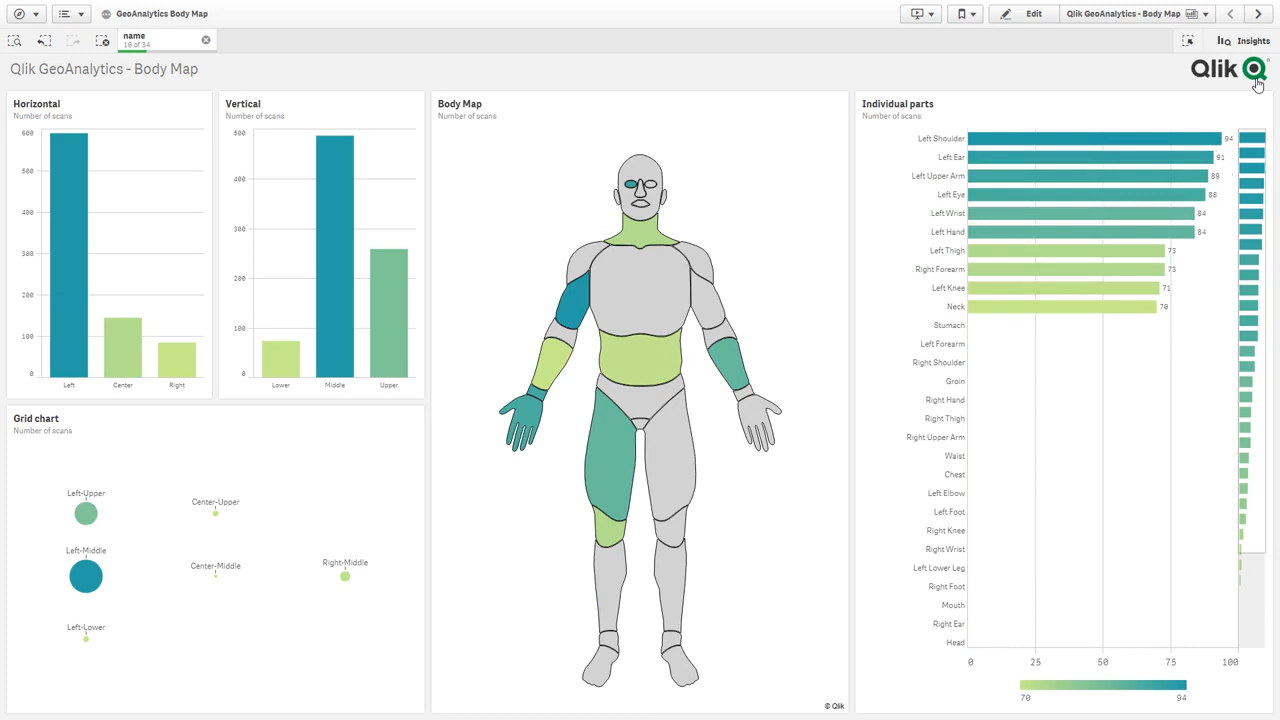 GeoAnalytics Body Map
Edit
Qlik GeoAnalytics - Body Map
name
10 of 34
Insights
Qlik GeoAnalytics - Body Map
Qlik
Horizontal
Number of scans
600
500
400
300
200
100
0
Left
Center
Right
Vertical
Number of scans
500
400
300
200
100
0
Lower
Middle
Upper
Grid chart
Number of scans
Left-Upper
Center-Upper
Left-Middle
Center-Middle
Right-Middle
Left-Lower
Body Map
Number of scans
© Qlik
Individual parts
Number of scans
Left Shoulder 94
Left Ear 91
Left Upper Arm 89
Left Eye 88
Left Wrist 84
Left Hand 84
Left Thigh 73
Right Forearm 73
Left Knee 71
Neck 70
Stumach
Left Forearm
Right Shoulder
Groin
Right Hand
Right Thigh
Right Upper Arm
Waist
Chest
Left Elbow
Left Foot
Right Knee
Right Wrist
Left Lower Leg
Right Foot
Mouth
Right Ear
Head
0 25 50 75 100
70 94